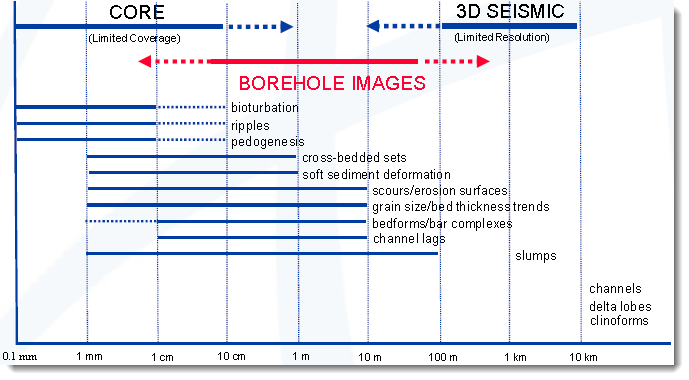 CORE
3D SEISMIC
(Limited Coverage)
(Limited Resolution)
BOREHOLE IMAGES
bioturbation
ripples
pedogenesis
cross-bedded sets
soft sediment deformation
scours/erosion surfaces
grain size/bed thickness trends
bedforms/bar complexes
channel lags
slumps
channels
delta lobes
clinoforms
0.1 mm 1 mm 1 cm 10 cm 1 m 10 m 100 m 1 km 10 km